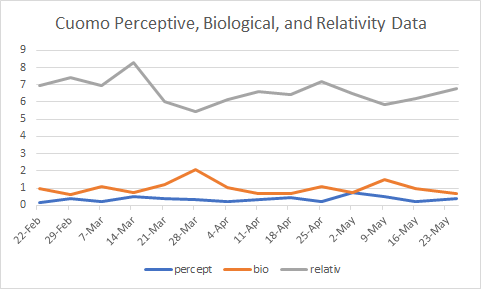 Cuomo Perceptive, Biological, and Relativity Data
9
8
7
6
5
4
3
2
1
0
22-Feb
29-Feb
7-Mar
14-Mar
21-Mar
28-Mar
4-Apr
11-Apr
18-Apr
25-Apr
2-May
9-May
16-May
23-May
percept bio relativ